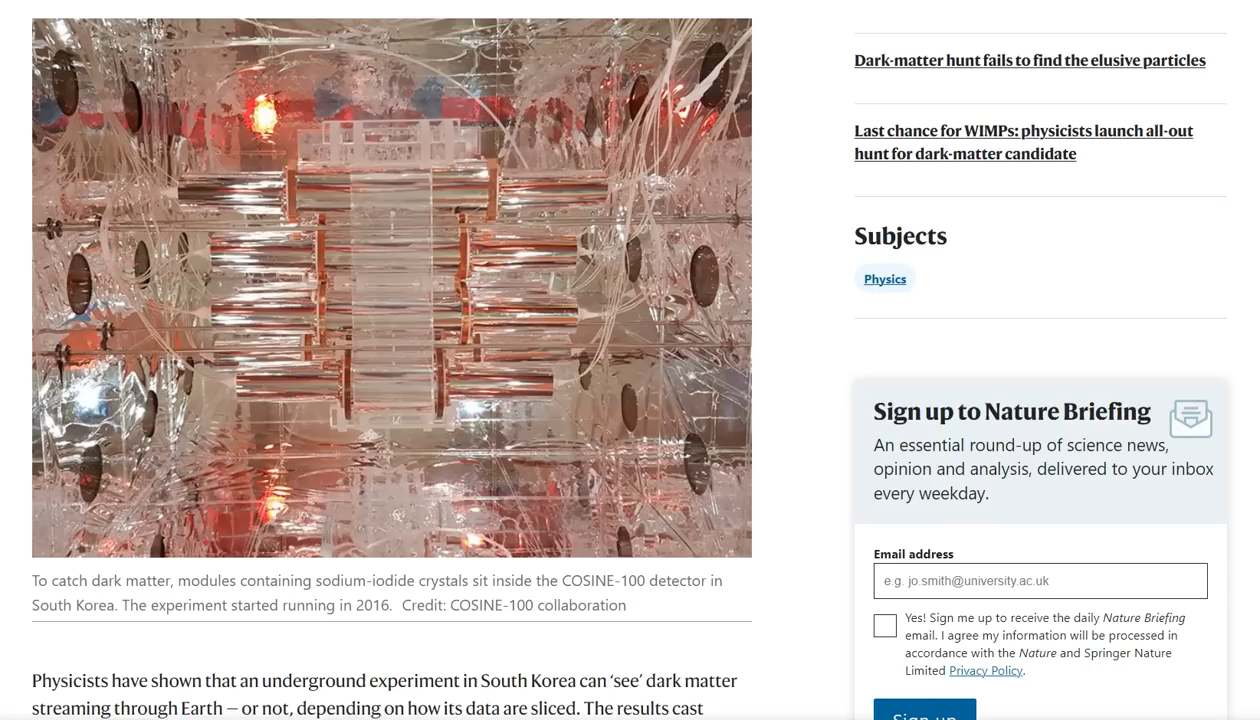 To catch dark matter, modules containing sodium-iodide crystals sit inside the COSINE-100 detector in
South Korea. The experiment started running in 2016.  Credit: COSINE-100 collaboration
Physicists have shown that an underground experiment in South Korea can ‘see’ dark matter
streaming through Earth — or not, depending on how its data are sliced. The results cast
Dark-matter hunt fails to find the elusive particles
Last chance for WIMPs: physicists launch all-out
hunt for dark-matter candidate
Subjects
Physics
Sign up to Nature Briefing
An essential round-up of science news,
opinion and analysis, delivered to your inbox
every weekday.
Email address
e.g. jo.smith@university.ac.uk
Yes! Sign me up to receive the daily Nature Briefing
email. I agree my information will be processed in
accordance with the Nature and Springer Nature
Limited Privacy Policy.
Sign up